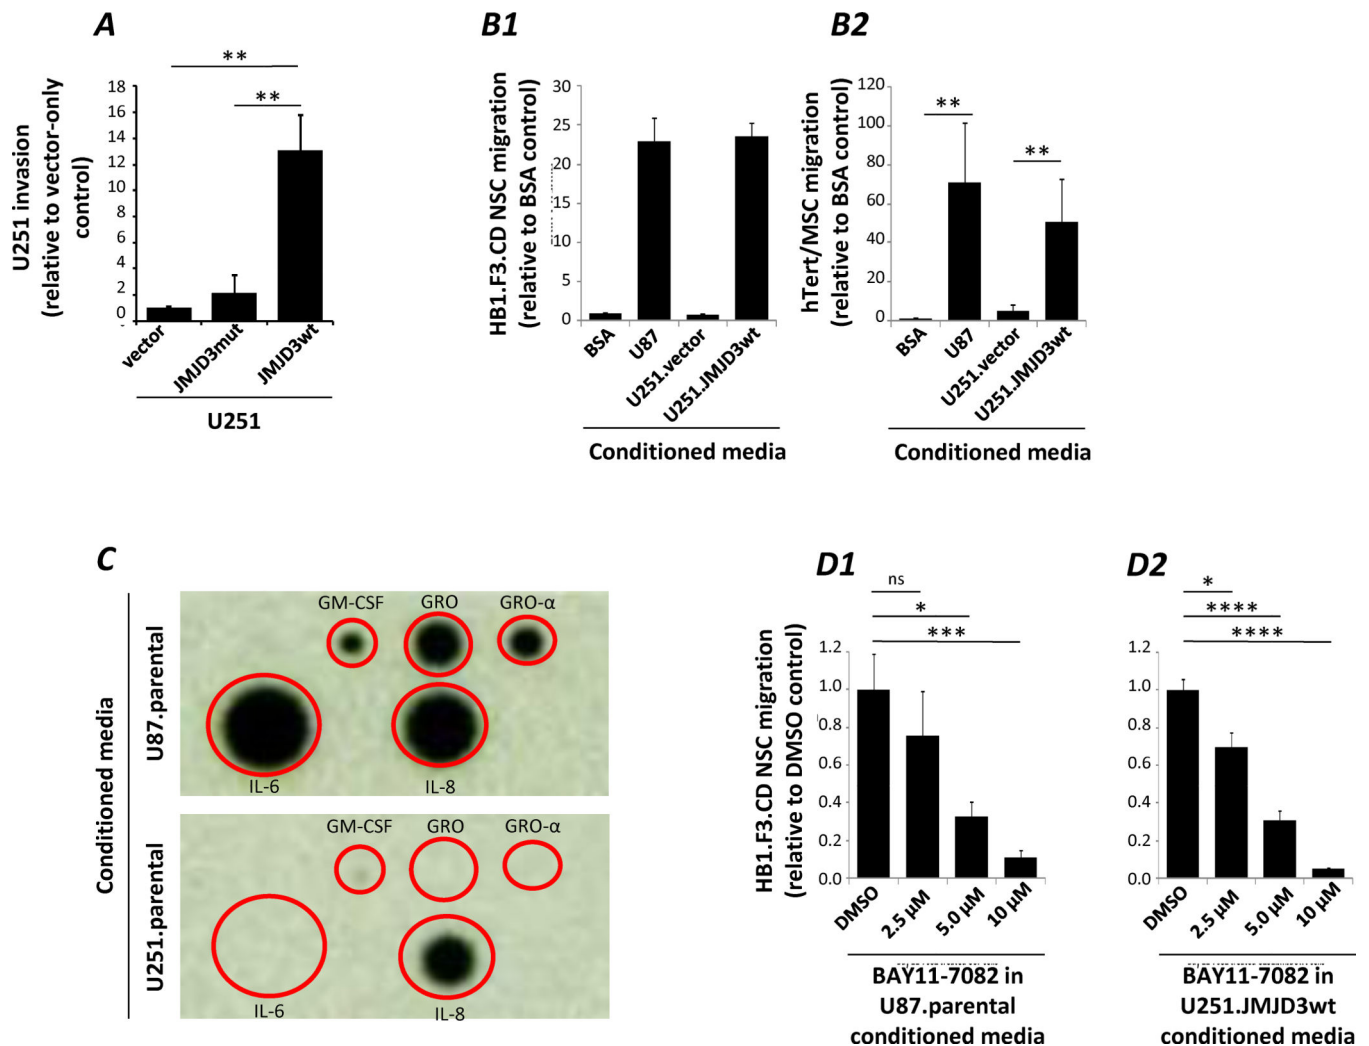 A
U251 invasion
(relative to vector-only
control)
**
**
18
16
14
12
10
8
6
4
2
0
vector
JMJD3mut
JMJD3wt
U251
B1
HB1.F3.CD NSC migration
(relative to BSA control)
30
25
20
15
10
5
0
BSA
U87
U251.vector
U251.JMJD3wt
Conditioned media
B2
hTert/MSC migration
(relative to BSA control)
120
100
80
60
40
20
0
**
**
BSA
U87
U251.vector
U251.JMJD3wt
Conditioned media
C
Conditioned media
U87.parental
GM-CSF GRO GRO-α
IL-6 IL-8
U251.parental
GM-CSF GRO GRO-α
IL-6 IL-8
D1
HB1.F3.CD NSC migration
(relative to DMSO control)
ns
*
***
1.2
1.0
0.8
0.6
0.4
0.2
0.0
DMSO
2.5 µM
5.0 µM
10 µM
BAY11-7082 in
U87.parental
conditioned media
D2
*
****
****
1.2
1.0
0.8
0.6
0.4
0.2
0.0
DMSO
2.5 µM
5.0 µM
10 µM
BAY11-7082 in
U251.JMJD3wt
conditioned media